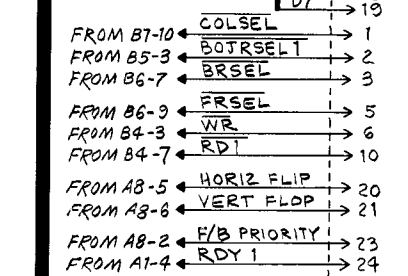 D7 19
FROM B7-10 COLSEL 1
FROM B5-3 BOJRSEL1 2
FROM B6-7 BRSEL 3
FROM B6-9 FRSEL 5
FROM B4-3 WR 6
FROM B4-7 RD1 10
FROM A8-5 HORIZ FLIP 20
FROM A8-6 VERT FLOP 21
FROM A8-2 F/B PRIORITY 23
FROM A1-4 RDY 1 24